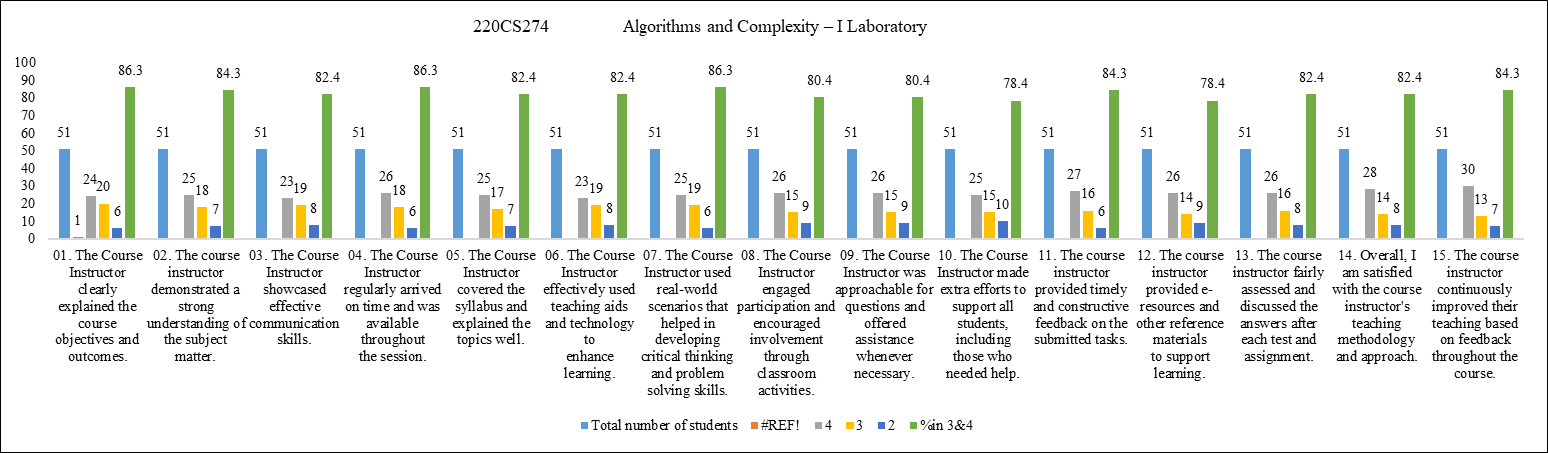 220CS274 Algorithms and Complexity – I Laboratory
100
90
80
70
60
50
40
30
20
10
0
51 1 24 20 6 86.3
51 25 18 7 84.3
51 23 19 8 82.4
51 26 18 6 86.3
51 25 17 7 82.4
51 23 19 8 82.4
51 25 19 6 86.3
51 26 15 9 80.4
51 26 15 9 80.4
51 25 15 10 78.4
51 27 16 6 84.3
51 26 14 9 78.4
51 26 16 8 82.4
51 28 14 8 82.4
51 30 13 7 84.3
01. The Course
Instructor
clearly
explained the
course
objectives and
outcomes.
02. The course
instructor
demonstrated a
strong
understanding of
the subject
matter.
03. The Course
Instructor
showcased
effective
communication
skills.
04. The Course
Instructor
regularly arrived
on time and was
available
throughout
the session.
05. The Course
Instructor
covered the
syllabus and
explained the
topics well.
06. The Course
Instructor
effectively used
teaching aids
and technology
to
enhance
learning.
07. The Course
Instructor used
real-world
scenarios that
helped in
developing
critical thinking
and problem
solving skills.
08. The Course
Instructor
engaged
participation and
encouraged
involvement
through
classroom
activities.
09. The Course
Instructor was
approachable for
questions and
offered
assistance
whenever
necessary.
10. The Course
Instructor made
extra efforts to
support all
students,
including
those who
needed help.
11. The course
instructor
provided timely
and constructive
feedback on the
submitted tasks.
12. The course
instructor
provided e-
resources and
other reference
materials
to support
learning.
13. The course
instructor fairly
assessed and
discussed the
answers after
each test and
assignment.
14. Overall, I
am satisfied
with the course
instructor's
teaching
methodology
and approach.
15. The course
instructor
continuously
improved their
teaching based
on feedback
throughout the
course.
Total number of students #REF! 4 3 2 %in 3&4